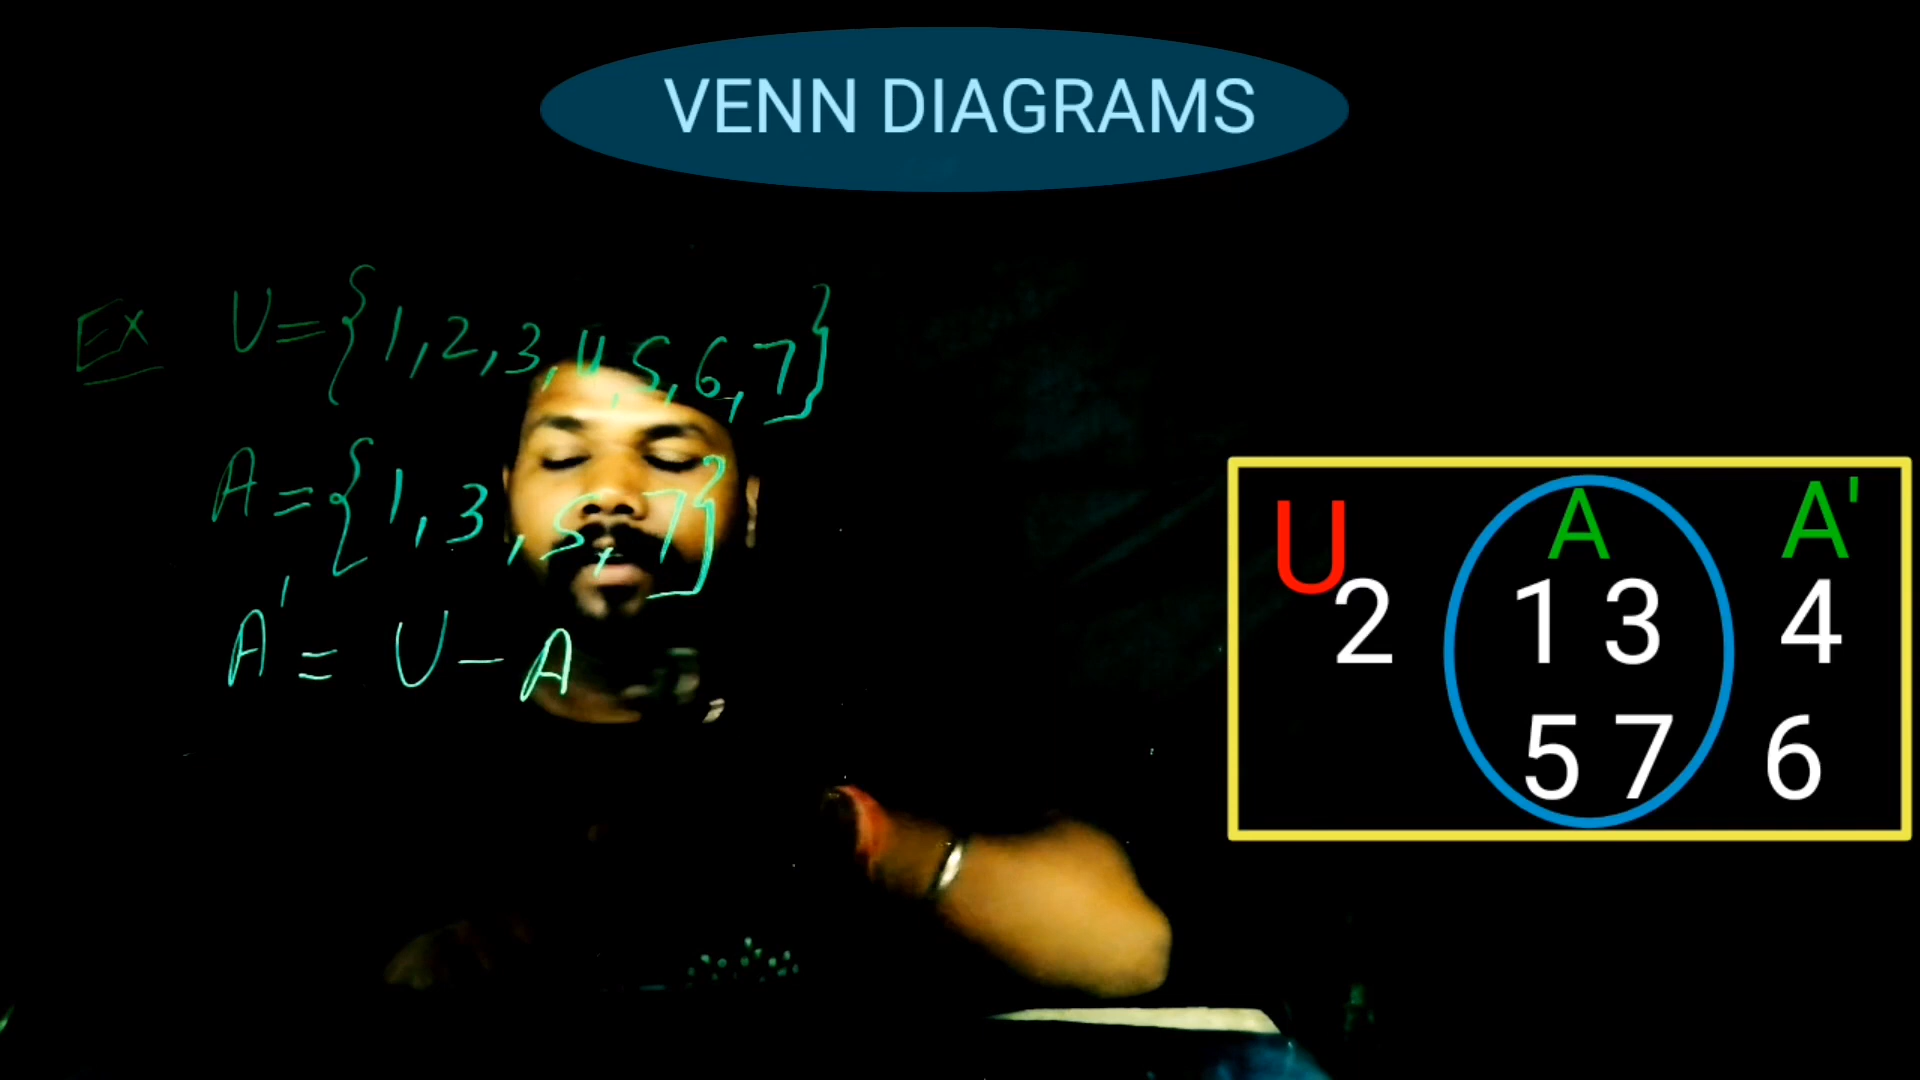 VENN DIAGRAMS
Ex U={1,2,3,4,5,6,7}
A={1,3,5,7}
A'= U-A
U A A'
2 1 3 4
5 7 6